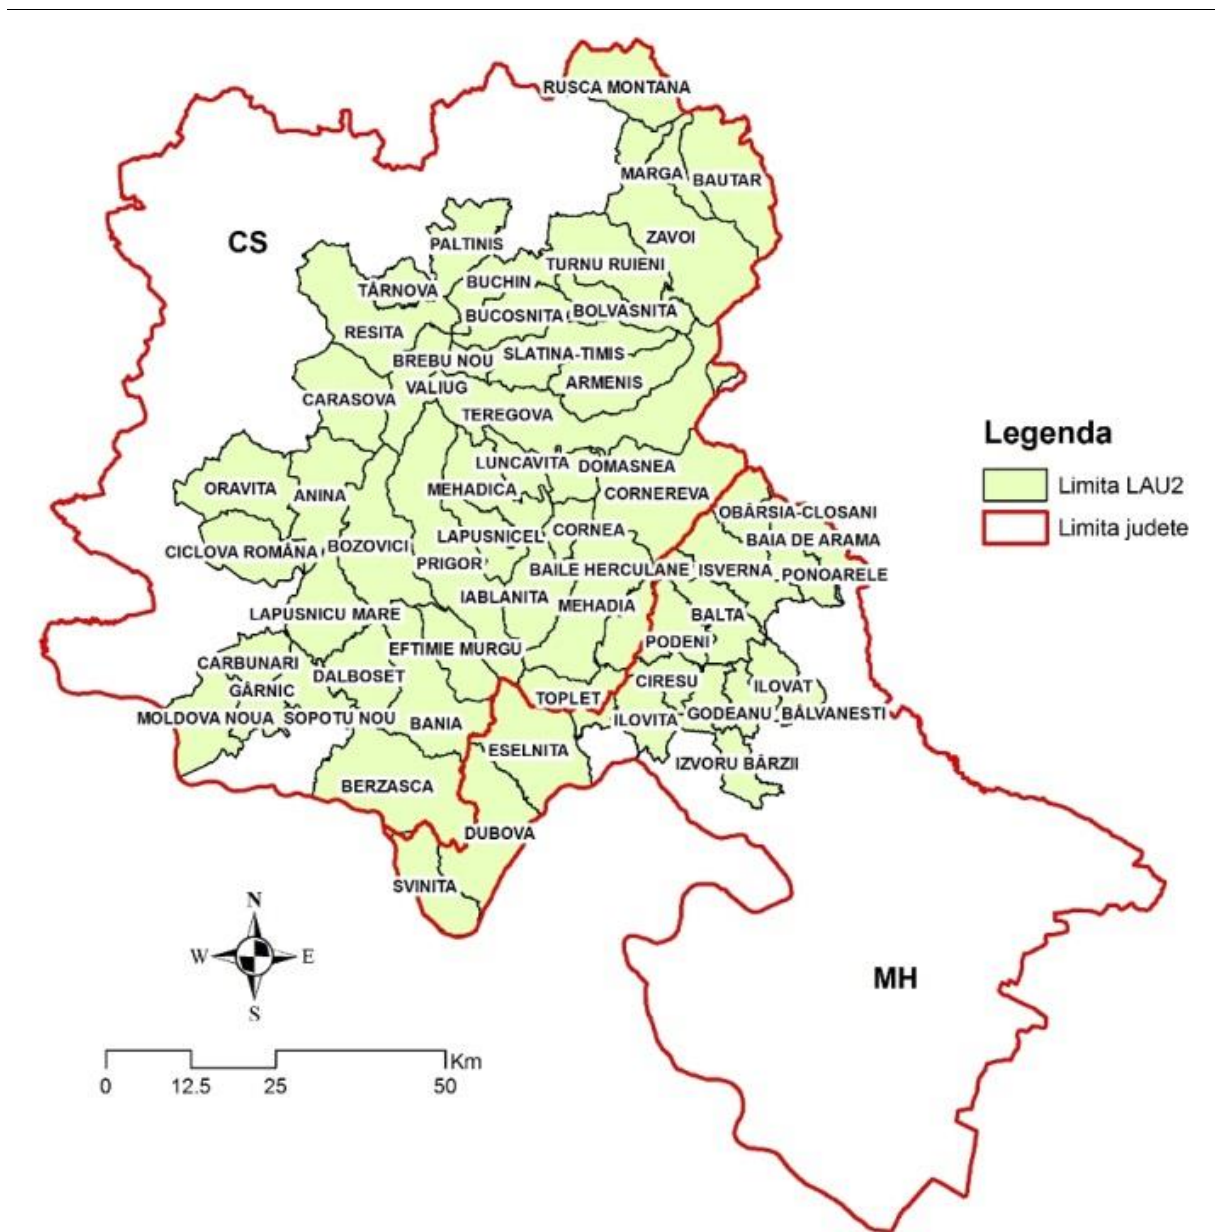 RUSCA MONTANA
MARGA
BAUTAR
CS
ZAVOI
PALTINIS
TURNU RUIENI
BUCHIN
TÂRNOVA
BUCOSNITA
BOLVASNITA
RESITA
BREBU NOU
SLATINA-TIMIS
VALIUG
ARMENIS
CARASOVA
TEREGOVA
Legenda
LUNCAVITA
DOMASNEA
ORAVITA
ANINA
MEHADICA
CORNEREVA
Limita LAU2
OBÂRSIA-CLOSANI
Limita judete
LAPUSNICEL
CORNEA
BAIA DE ARAMA
CICLOVA ROMÂNA
BOZOVICI
PRIGOR
BAILE HERCULANE
ISVERNA
PONOARELE
IABLANITA
MEHADIA
LAPUSNICU MARE
BALTA
EFTIMIE MURGU
PODENI
CARBUNARI
DALBOSET
CIRESU
GÂRNIC
ILOVAT
TOPLET
MOLDOVA NOUA
SOPOTU NOU
BANIA
ILOVITA
GODEANU
BÂLVANESTI
ESELNITA
IZVORU BÂRZII
BERZASCA
DUBOVA
SVINITA
N
W
E
S
MH
Km
0 12.5 25 50